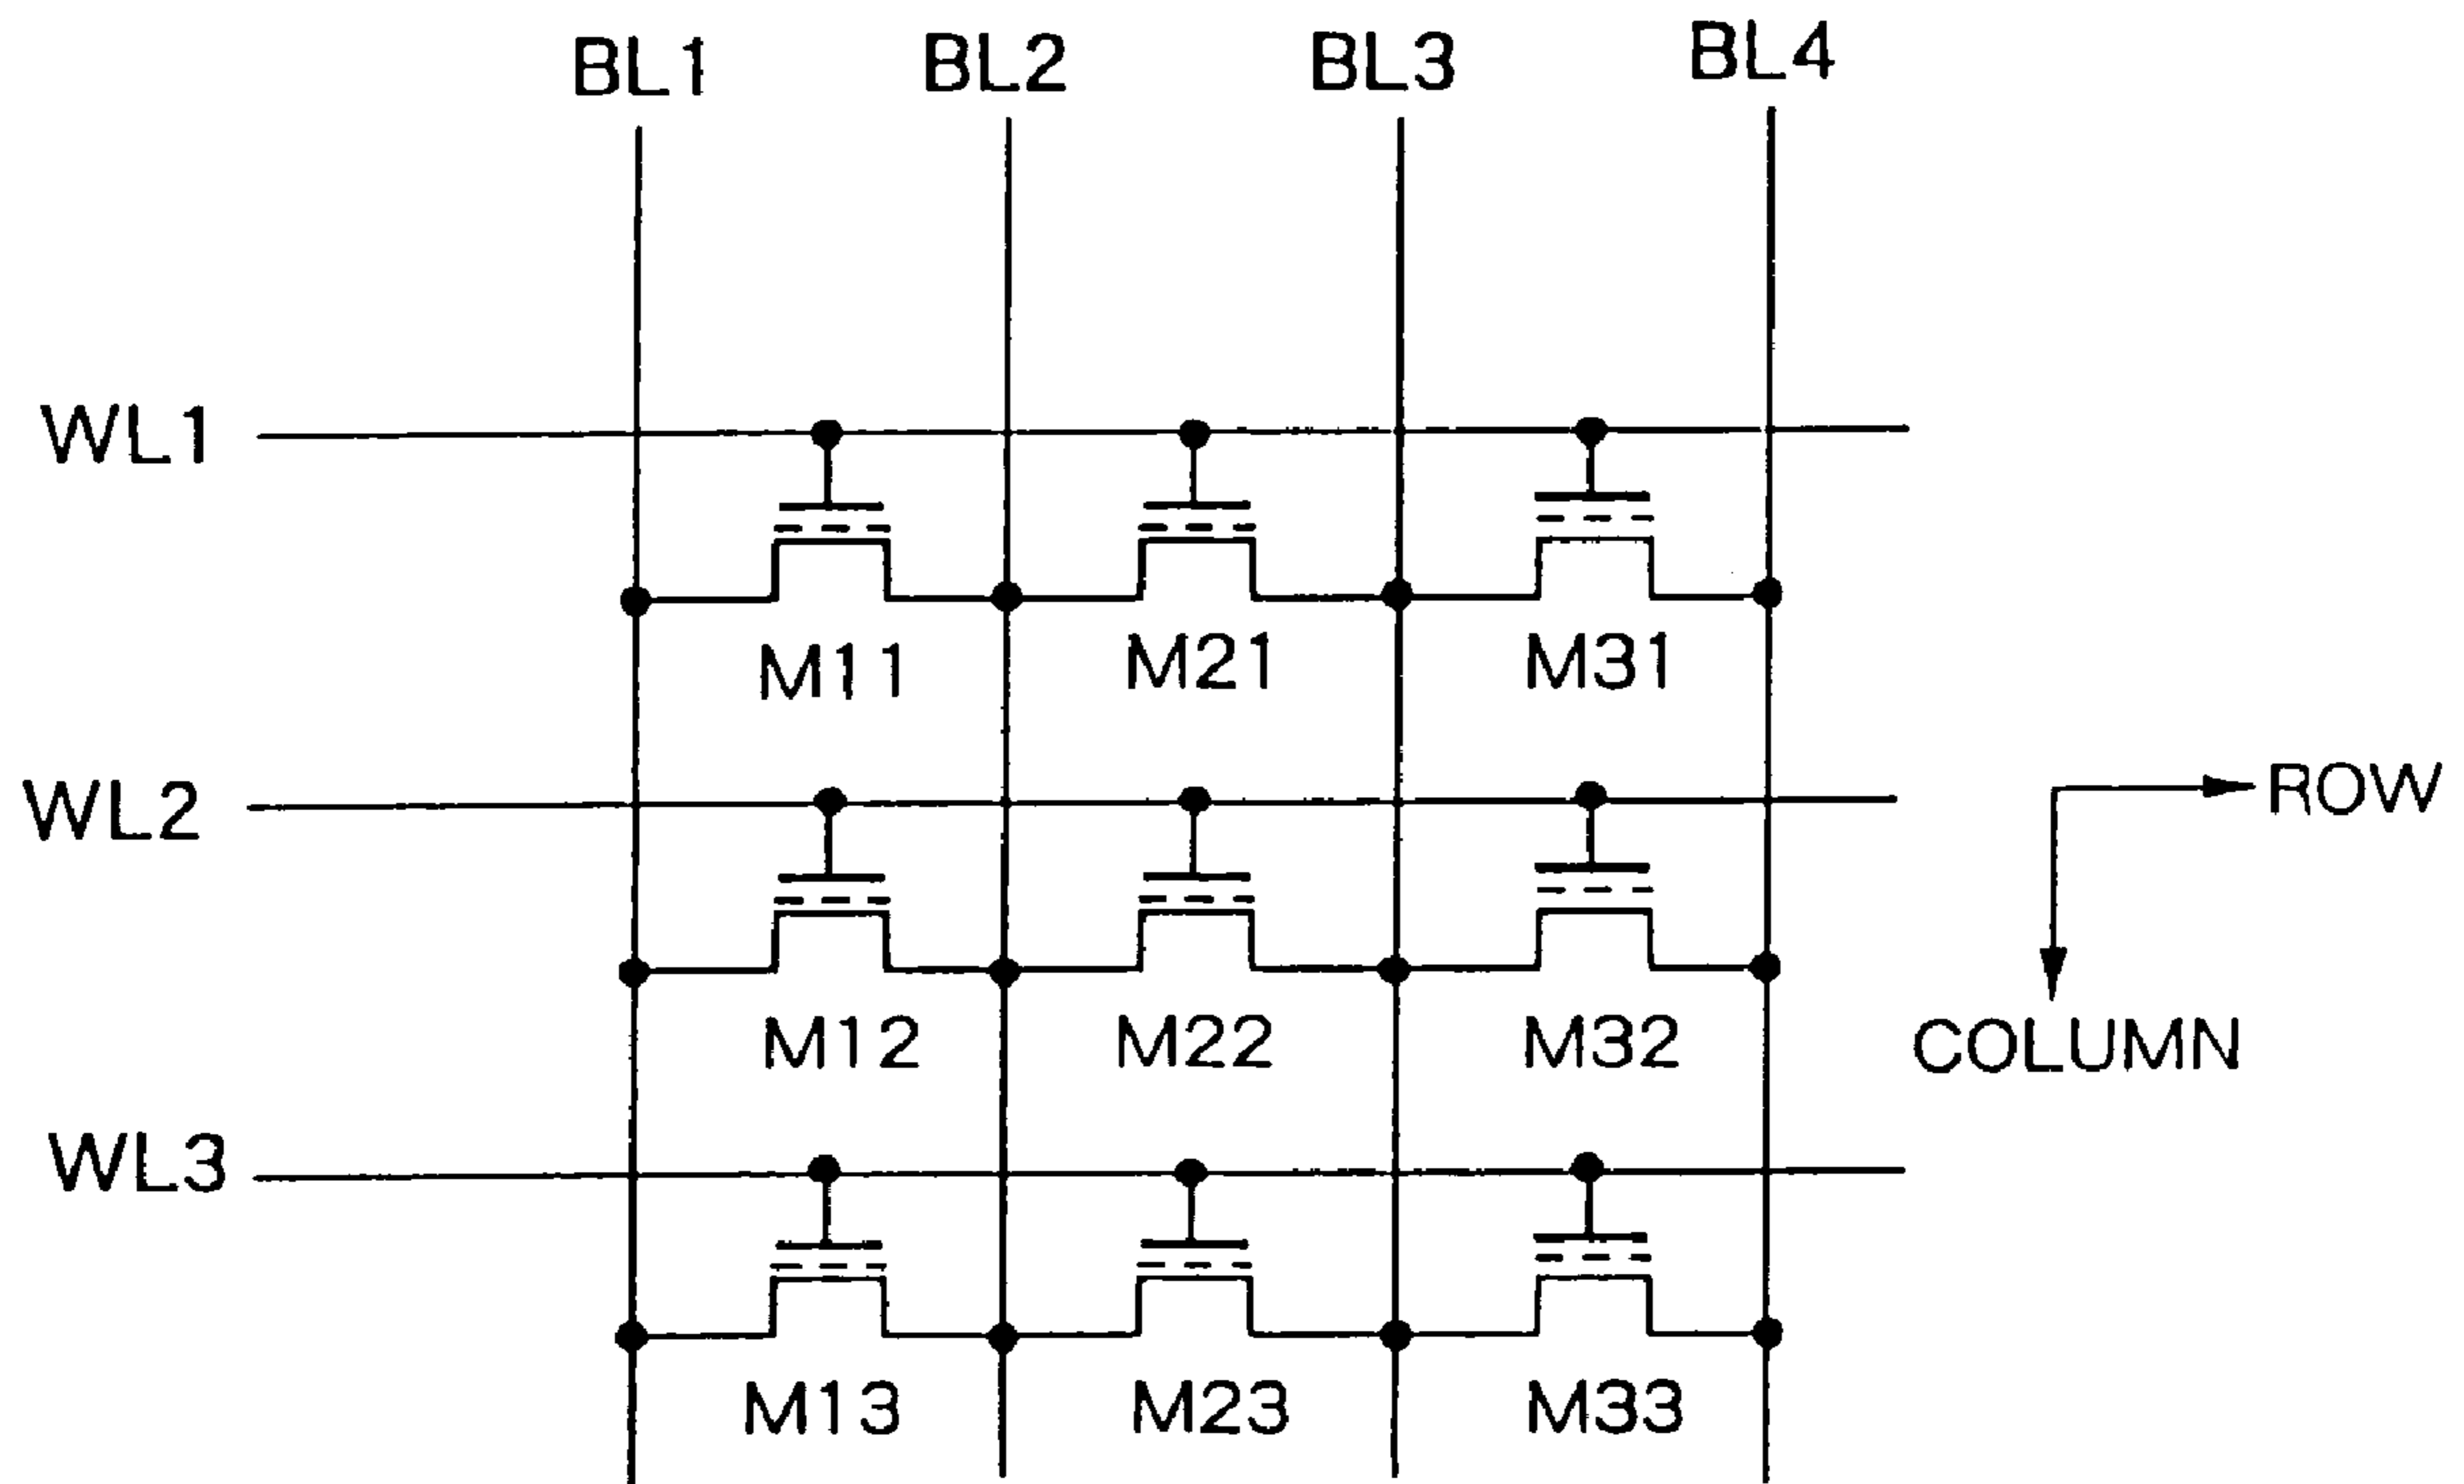 BL1 BL2 BL3 BL4
WL1
M11 M21 M31
WL2
ROW
M12 M22 M32
COLUMN
WL3
M13 M23 M33